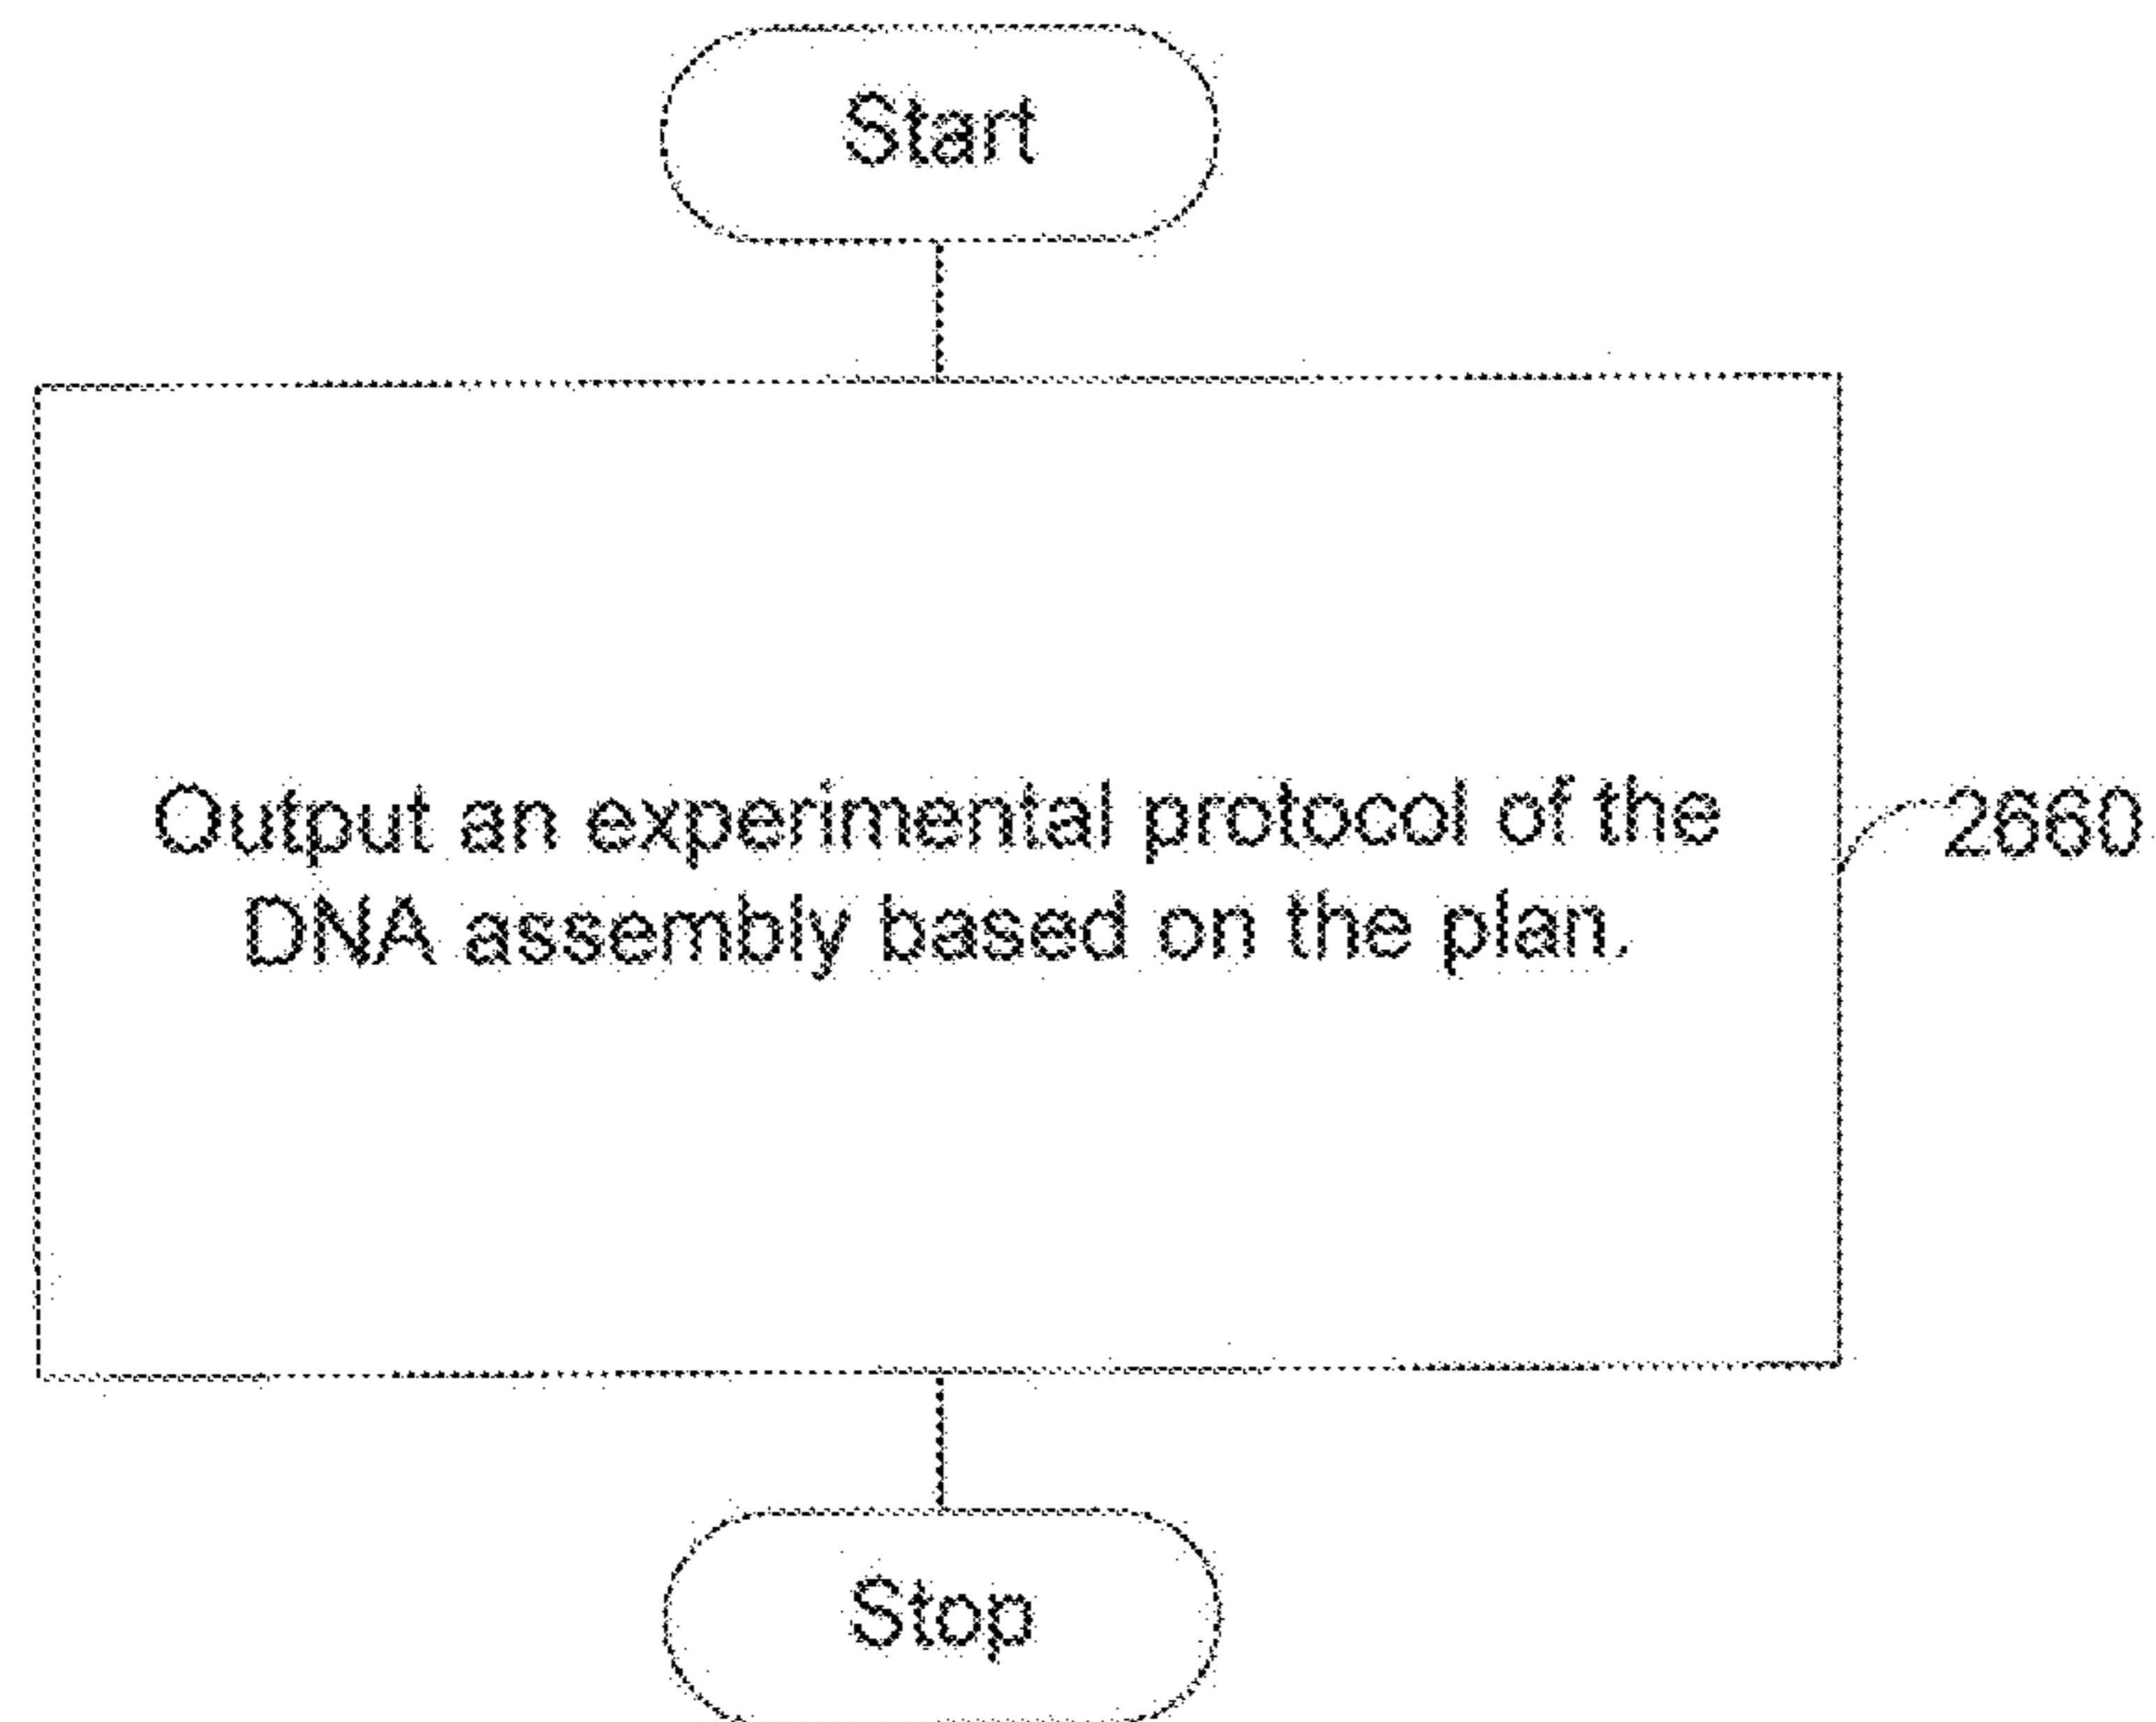 Start
Output an experimental protocol of the
DNA assembly based on the plan.
2660
Stop